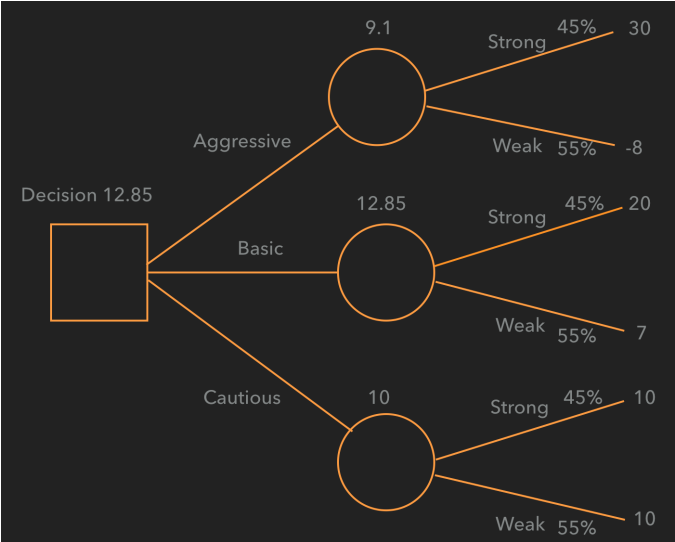 9.1
Strong 45% 30
Aggressive
Weak 55% -8
Decision 12.85
12.85
Strong 45% 20
Basic
Weak 55% 7
Cautious
10
Strong 45% 10
Weak 55% 10